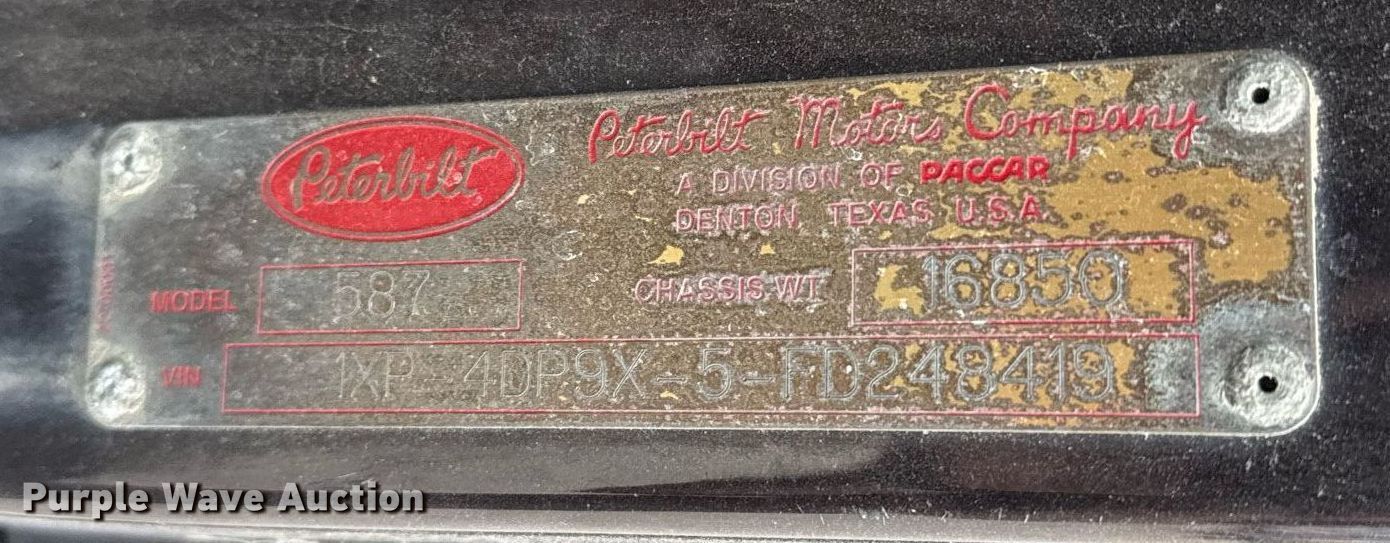 Peterbilt
Peterbilt Motors Company
A DIVISION OF PACCAR
DENTON, TEXAS U.S.A.
MODEL 587 CHASSIS WT 16850
VIN 1XP-4DP9X-5-FD248419
Purple Wave Auction